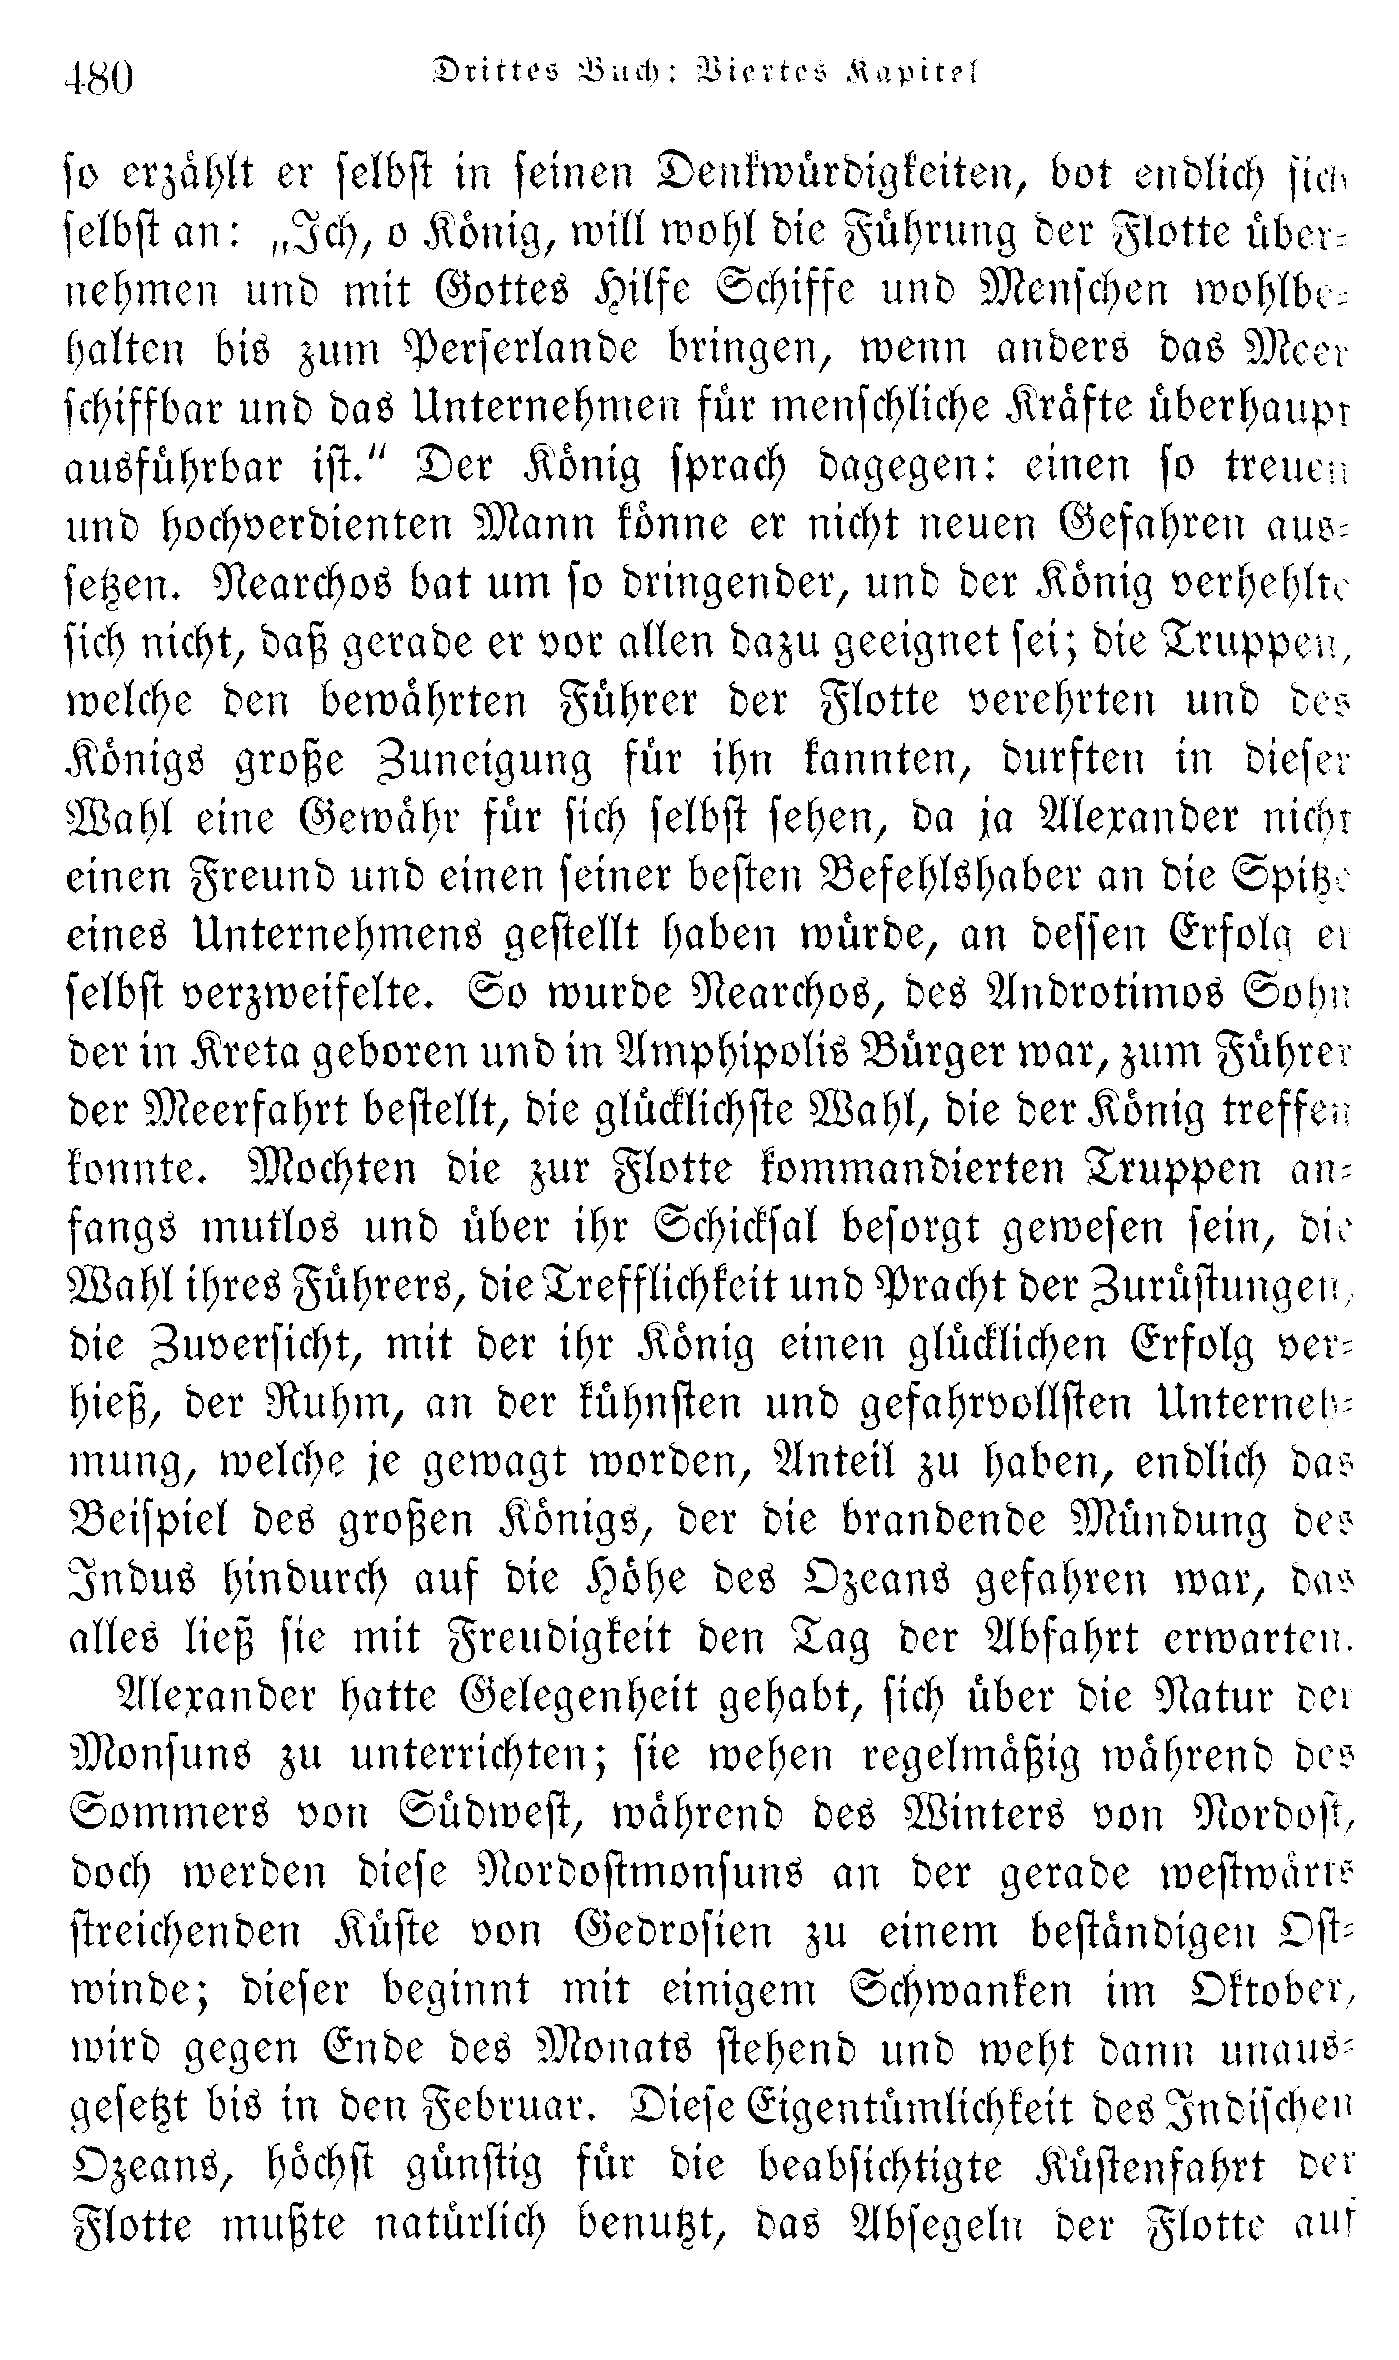 480
Drittes Buch: Viertes Kapitel
so erzählt er selbst in seinen Denkwürdigkeiten, bot endlich sich
selbst an: „Ich, o König, will wohl die Führung der Flotte über-
nehmen und mit Gottes Hilfe Schiffe und Menschen wohlbe-
halten bis zum Perserlande bringen, wenn anders das Meer
schiffbar und das Unternehmen für menschliche Kräfte überhaupt
ausführbar ist.“ Der König sprach dagegen: einen so treuen
und hochverdienten Mann könne er nicht neuen Gefahren aus-
setzen. Nearchos bat um so dringender, und der König verhehlte
sich nicht, daß gerade er vor allen dazu geeignet sei; die Truppen,
welche den bewährten Führer der Flotte verehrten und des
Königs große Zuneigung für ihn kannten, durften in dieser
Wahl eine Gewähr für sich selbst sehen, da ja Alexander nicht
einen Freund und einen seiner besten Befehlshaber an die Spitze
eines Unternehmens gestellt haben würde, an dessen Erfolg er
selbst verzweifelte. So wurde Nearchos, des Androtimos Sohn
der in Kreta geboren und in Amphipolis Bürger war, zum Führer
der Meerfahrt bestellt, die glücklichste Wahl, die der König treffen
konnte. Mochten die zur Flotte kommandierten Truppen an-
fangs mutlos und über ihr Schicksal besorgt gewesen sein, die
Wahl ihres Führers, die Trefflichkeit und Pracht der Zurüstungen,
die Zuversicht, mit der ihr König einen glücklichen Erfolg ver-
hieß, der Ruhm, an der kühnsten und gefahrvollsten Unterneh-
mung, welche je gewagt worden, Anteil zu haben, endlich das
Beispiel des großen Königs, der die brandende Mündung des
Indus hindurch auf die Höhe des Ozeans gefahren war, das
alles ließ sie mit Freudigkeit den Tag der Abfahrt erwarten.
Alexander hatte Gelegenheit gehabt, sich über die Natur der
Monsuns zu unterrichten; sie wehen regelmäßig während des
Sommers von Südwest, während des Winters von Nordost,
doch werden diese Nordostmonsuns an der gerade westwärts
streichenden Küste von Gedrosien zu einem beständigen Ost-
winde; dieser beginnt mit einigem Schwanken im Oktober,
wird gegen Ende des Monats stehend und weht dann unaus-
gesetzt bis in den Februar. Diese Eigentümlichkeit des Indischen
Ozeans, höchst günstig für die beabsichtigte Küstenfahrt der
Flotte mußte natürlich benutzt, das Absegeln der Flotte auf